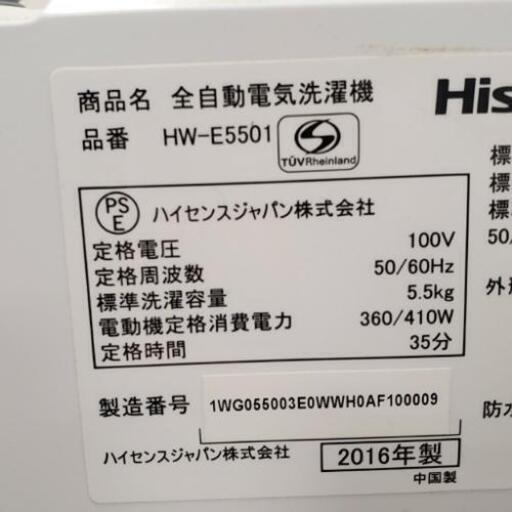 商品名 全自動電気洗濯機
His
品番 HW-E5501
TÜVRheinland
PS
E
ハイセンスジャパン株式会社
定格電圧 100V
定格周波数 50/60Hz
標準洗濯容量 5.5kg
電動機定格消費電力 360/410W
定格時間 35分
製造番号 1WG055003E0WWH0AF100009
ハイセンスジャパン株式会社 2016年製
中国製
標
標
標
50/
外形
防水